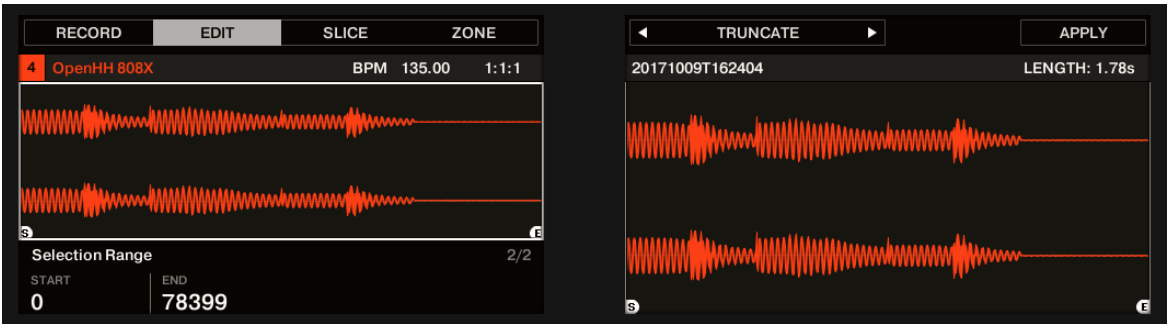 RECORD EDIT SLICE ZONE
4 OpenHH 808X BPM 135.00 1:1:1
S E
Selection Range 2/2
START END
0 78399
◀ TRUNCATE ▶ APPLY
20171009T162404 LENGTH: 1.78s
S E